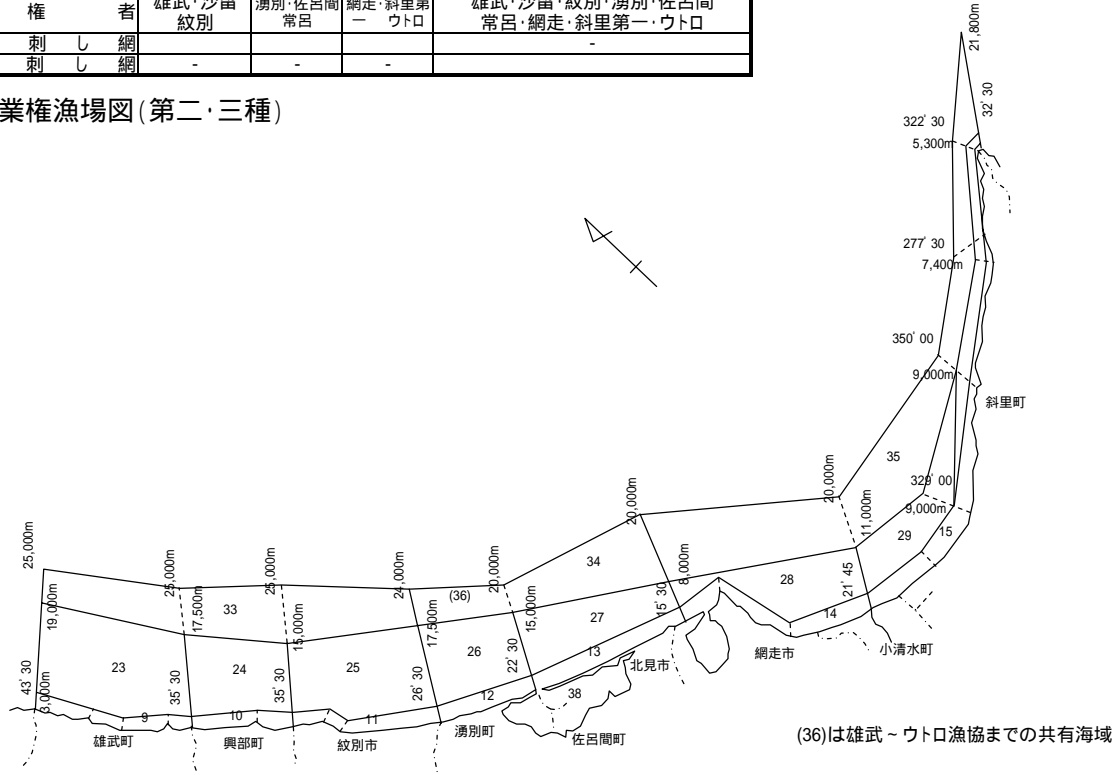 権 者 雄武・沙留 紋別 湧別・佐呂間 常呂 網走・斜里第 一 ウトロ 雄武・沙留・紋別・湧別・佐呂間 常呂・網走・斜里第一・ウトロ
刺 し 網 -
刺 し 網 - - -
業権漁場図(第二・三種)
21,800m
32ﾟ30
322ﾟ30
5,300m
277ﾟ30
7,400m
350ﾟ00
9,000m
斜里町
35
329ﾟ00
9,000m
20,000m
20,000m
11,000m
29
15
25,000m
25,000m
25,000m
24,000m
20,000m
34
8,000m
28
21ﾟ45
14
19,000m
17,500m
33
15,000m
(36)
17,500m
15,000m
27
15ﾟ30
23
24
25
26
22ﾟ30
13
北見市
網走市
小清水町
43ﾟ30
3,000m
35ﾟ30
35ﾟ30
26ﾟ30
12
38
9
10
11
雄武町
興部町
紋別市
湧別町
佐呂間町
(36)は雄武~ウトロ漁協までの共有海域